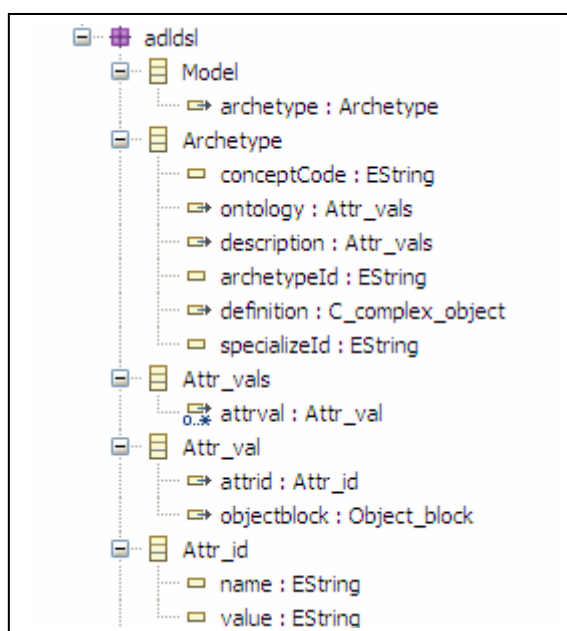 adldsl
Model
archetype : Archetype
Archetype
conceptCode : EString
ontology : Attr_vals
description : Attr_vals
archetypeId : EString
definition : C_complex_object
specializeId : EString
Attr_vals
0..* attrval : Attr_val
Attr_val
attrid : Attr_id
objectblock : Object_block
Attr_id
name : EString
value : EString